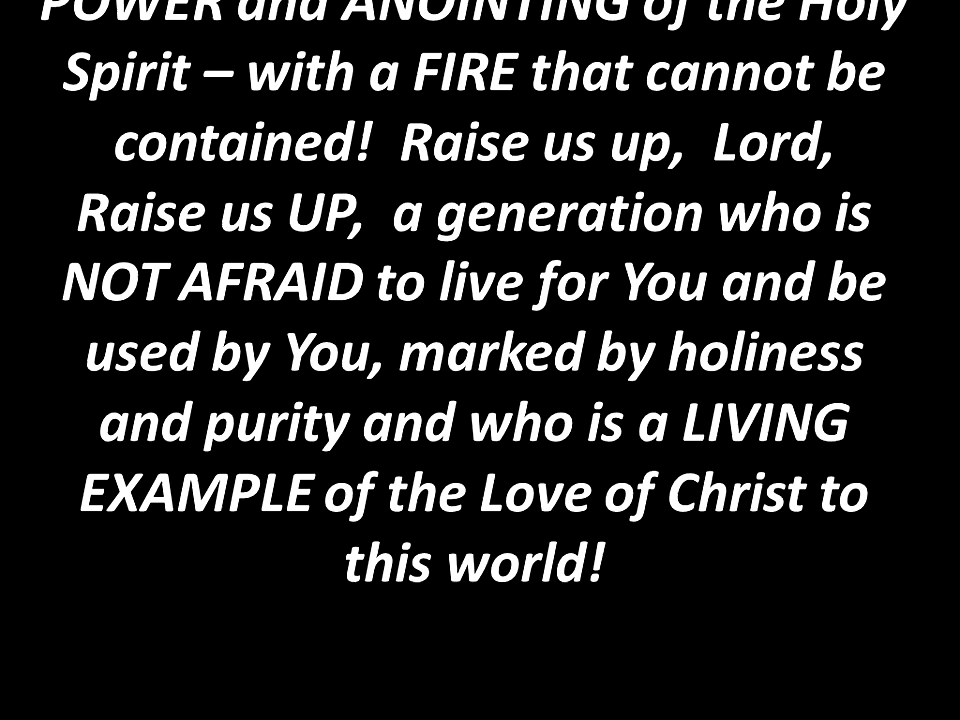 POWER and ANOINTING of the Holy
Spirit – with a FIRE that cannot be
contained!  Raise us up,  Lord,
Raise us UP,  a generation who is
NOT AFRAID to live for You and be
used by You, marked by holiness
and purity and who is a LIVING
EXAMPLE of the Love of Christ to
this world!